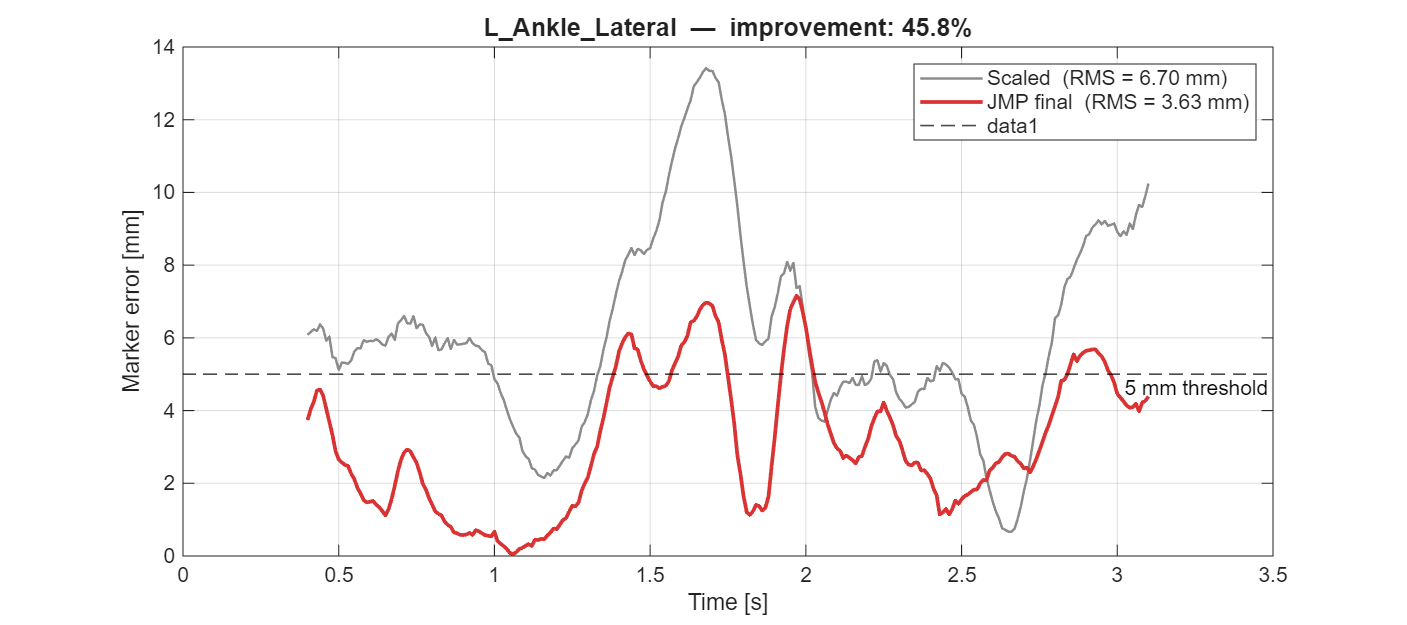 L_Ankle_Lateral — improvement: 45.8%
Marker error [mm]
14
12
10
8
6
4
2
0
Scaled (RMS = 6.70 mm)
JMP final (RMS = 3.63 mm)
data1
5 mm threshold
0 0.5 1 1.5 2 2.5 3 3.5
Time [s]